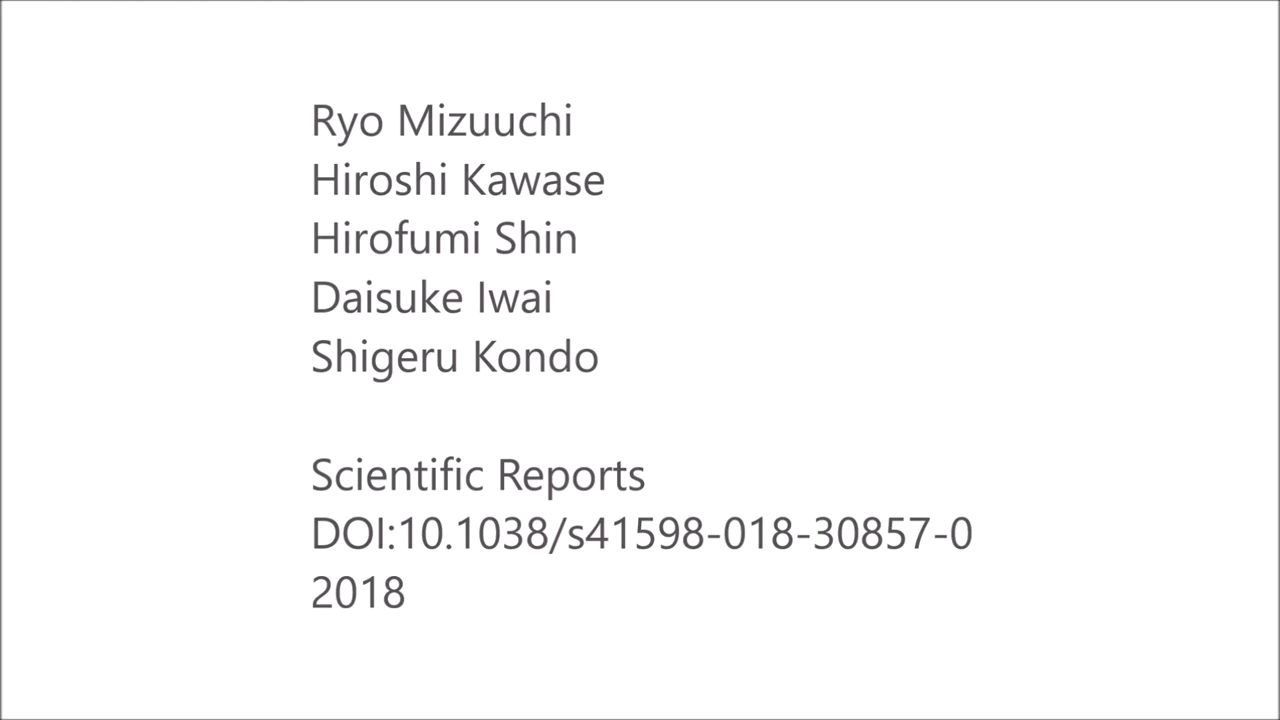 Ryo Mizuuchi
Hiroshi Kawase
Hirofumi Shin
Daisuke Iwai
Shigeru Kondo
Scientific Reports
DOI:10.1038/s41598-018-30857-0
2018